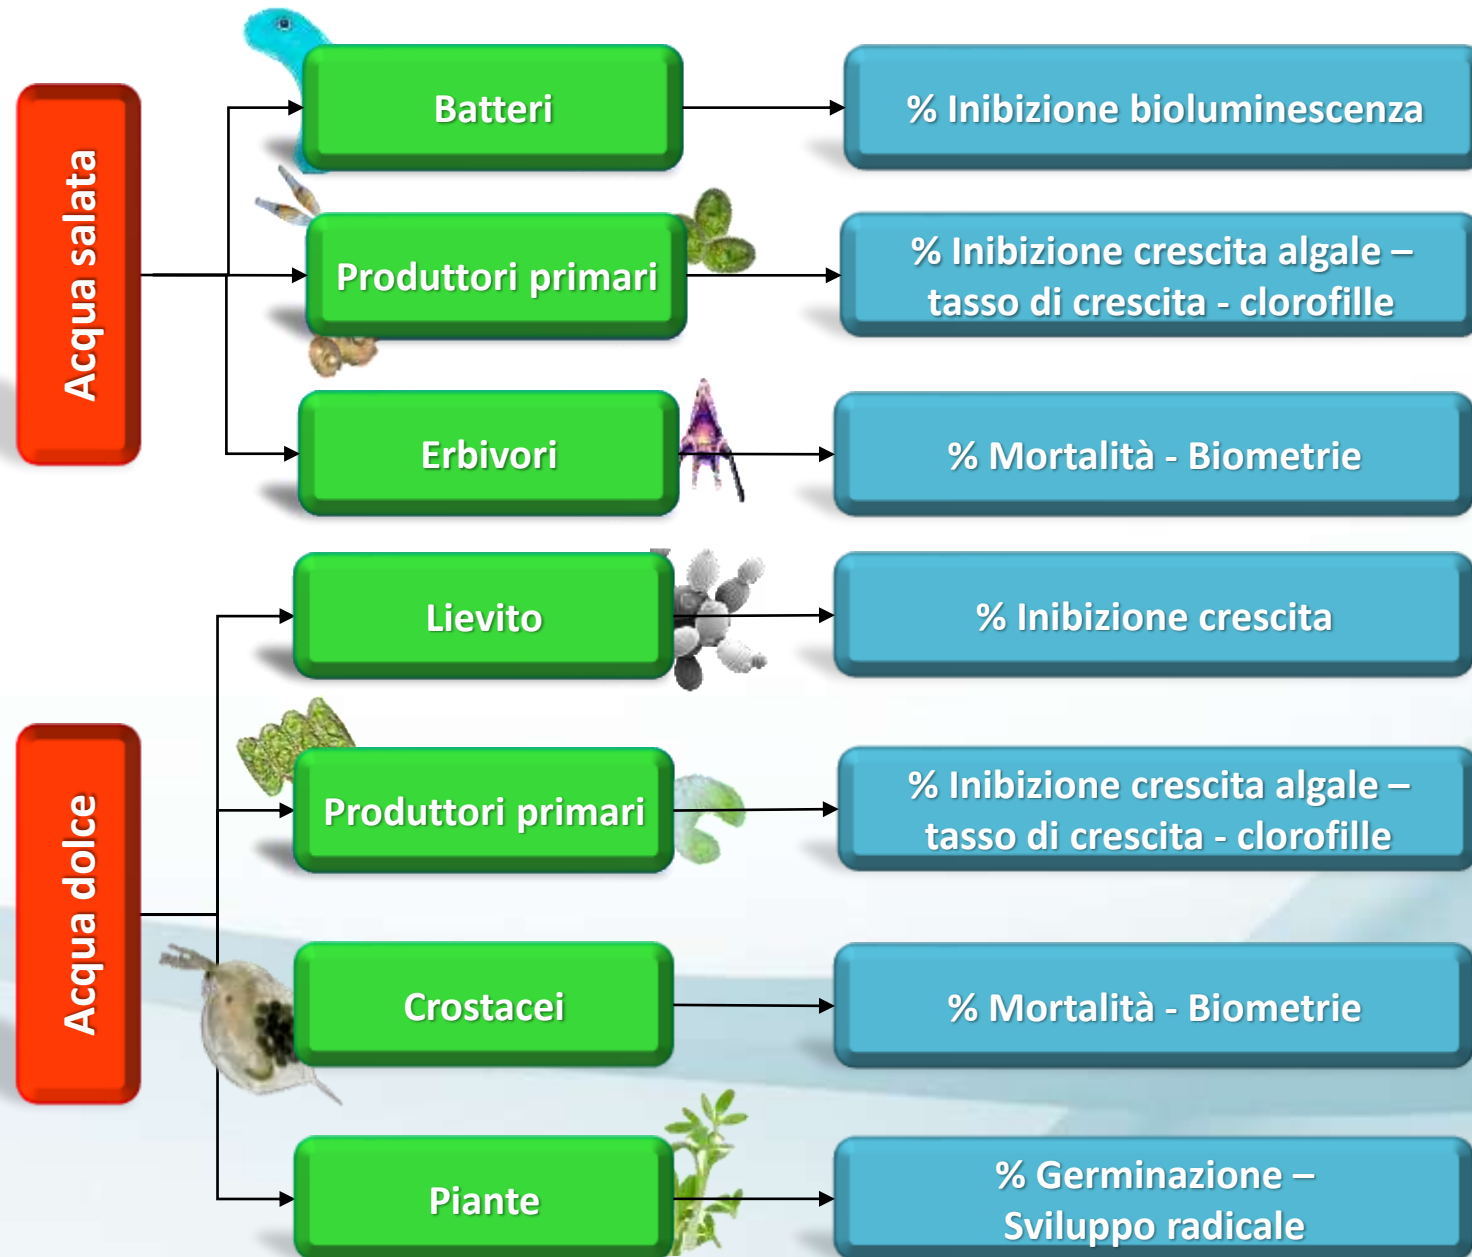 Acqua salata
Batteri
% Inibizione bioluminescenza
Produttori primari
% Inibizione crescita algale –
tasso di crescita - clorofille
Erbivori
% Mortalità - Biometrie
Acqua dolce
Lievito
% Inibizione crescita
Produttori primari
% Inibizione crescita algale –
tasso di crescita - clorofille
Crostacei
% Mortalità - Biometrie
Piante
% Germinazione –
Sviluppo radicale